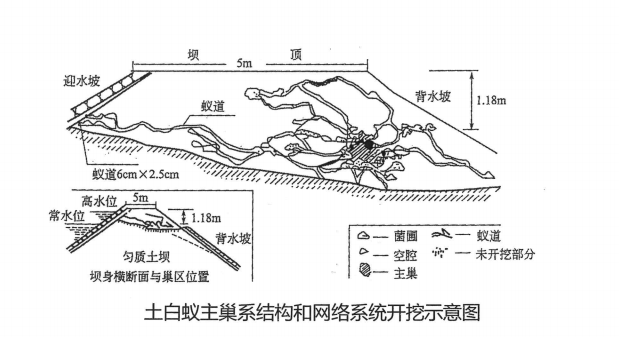 坝 顶
5m
迎水坡
背水坡
1.18m
蚁道
蚁道6cm×2.5cm
高水位
5m
常水位
1.18m
背水坡
匀质土坝
坝身横断面与巢区位置
菌圃
蚁道
空腔
未开挖部分
主巢
土白蚁主巢系结构和网络系统开挖示意图